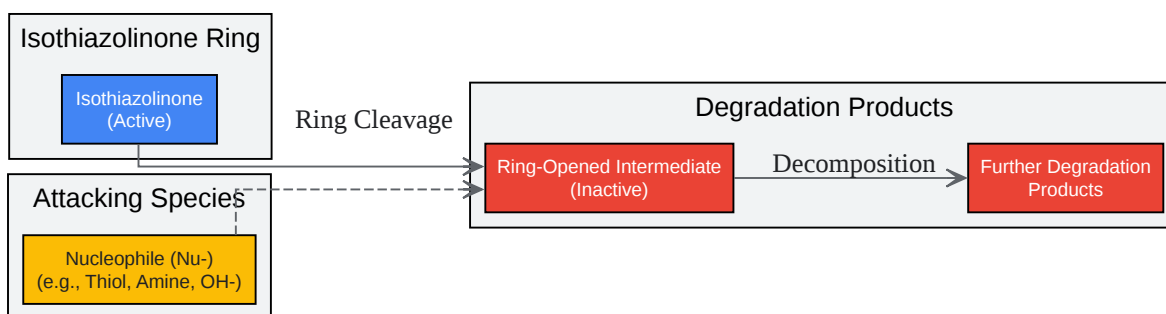 Isothiazolinone Ring
Isothiazolinone
(Active)
Ring Cleavage
Attacking Species
Nucleophile (Nu-)
(e.g., Thiol, Amine, OH-)
Degradation Products
Ring-Opened Intermediate
(Inactive)
Decomposition
Further Degradation
Products